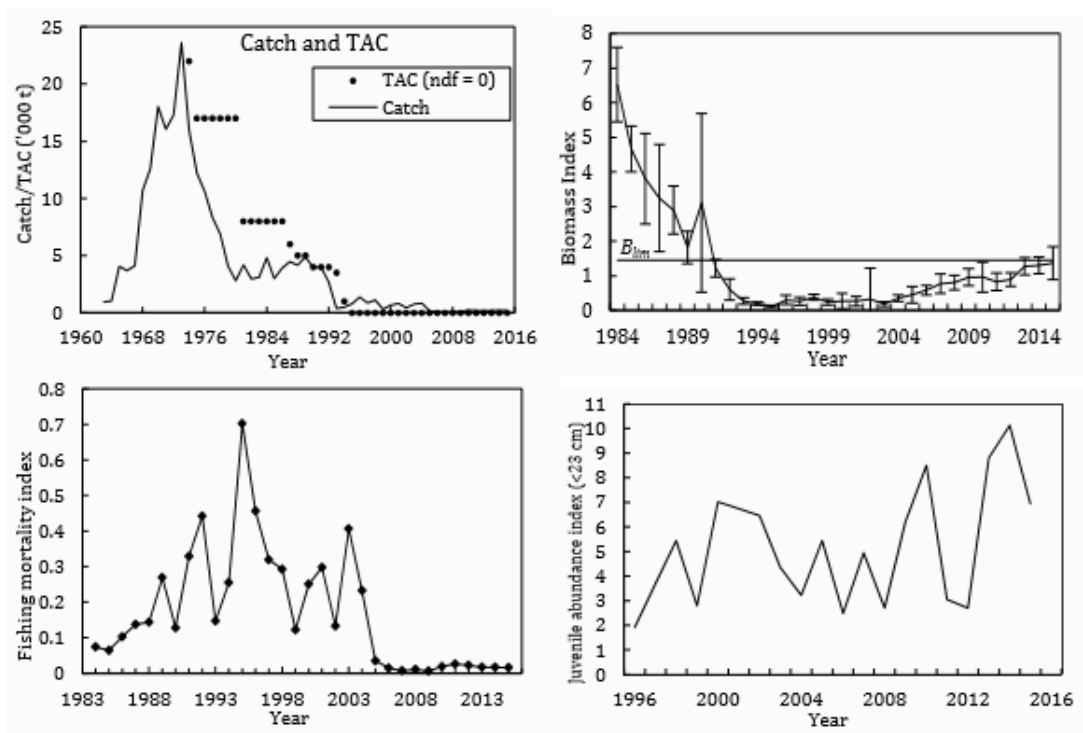 Catch and TAC
TAC (ndf = 0)
Catch
Catch/TAC ('000 t)
25
20
15
10
5
0
1960 1968 1976 1984 1992 2000 2008 2016
Year
Biomass Index
8
7
6
5
4
3
2
1
0
Blim
1984 1989 1994 1999 2004 2009 2014
Year
Fishing mortality index
0.8
0.7
0.6
0.5
0.4
0.3
0.2
0.1
0
1983 1988 1993 1998 2003 2008 2013
Year
Juvenile abundance index (<23 cm)
11
10
9
8
7
6
5
4
3
2
1
0
1996 2000 2004 2008 2012 2016
Year